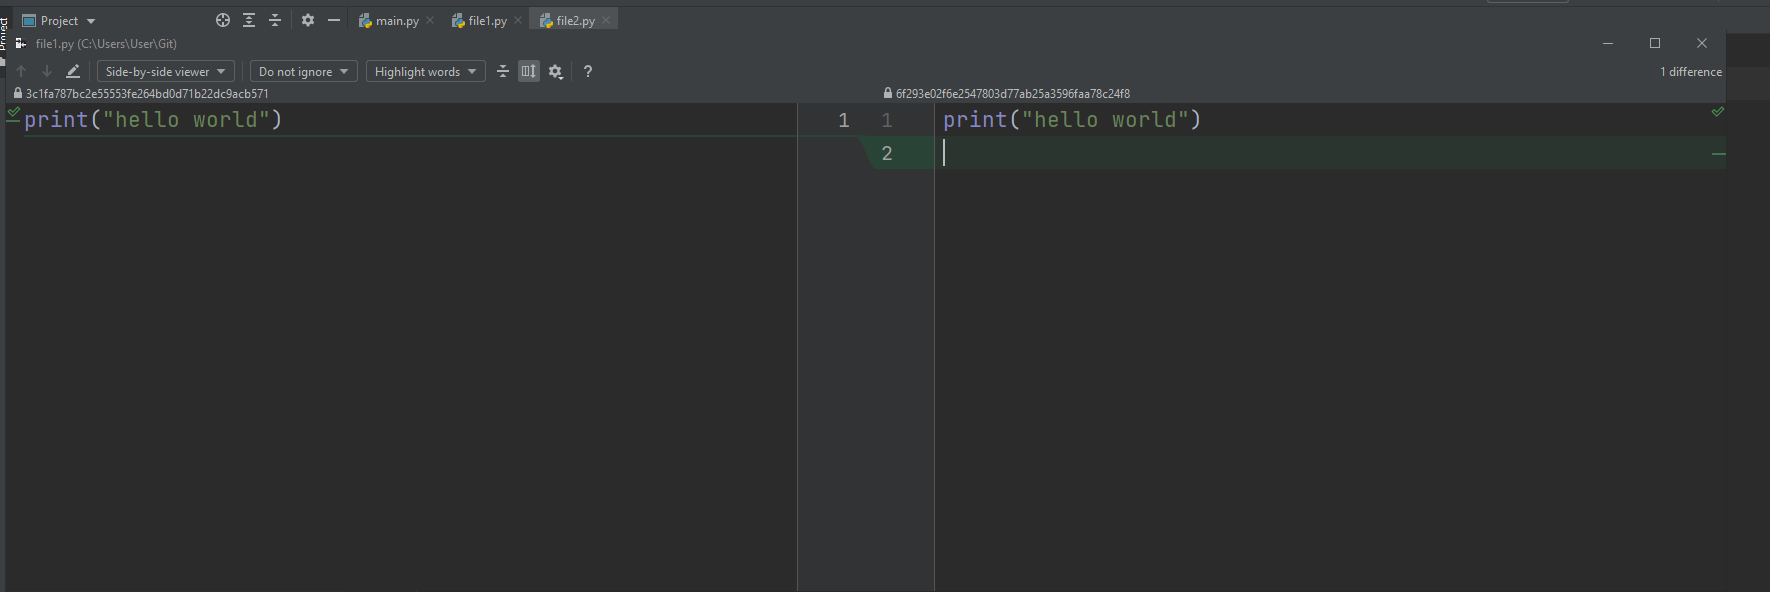 Project main.py file1.py file2.py
Project
file1.py (C:\Users\User\Git)
Side-by-side viewer Do not ignore Highlight words ? 1 difference
3c1fa787bc2e55553fe264bd0d71b22dc9acb571 6f293e02f6e2547803d77ab25a3596faa78c24f8
print("hello world") 1 1 print("hello world")
2